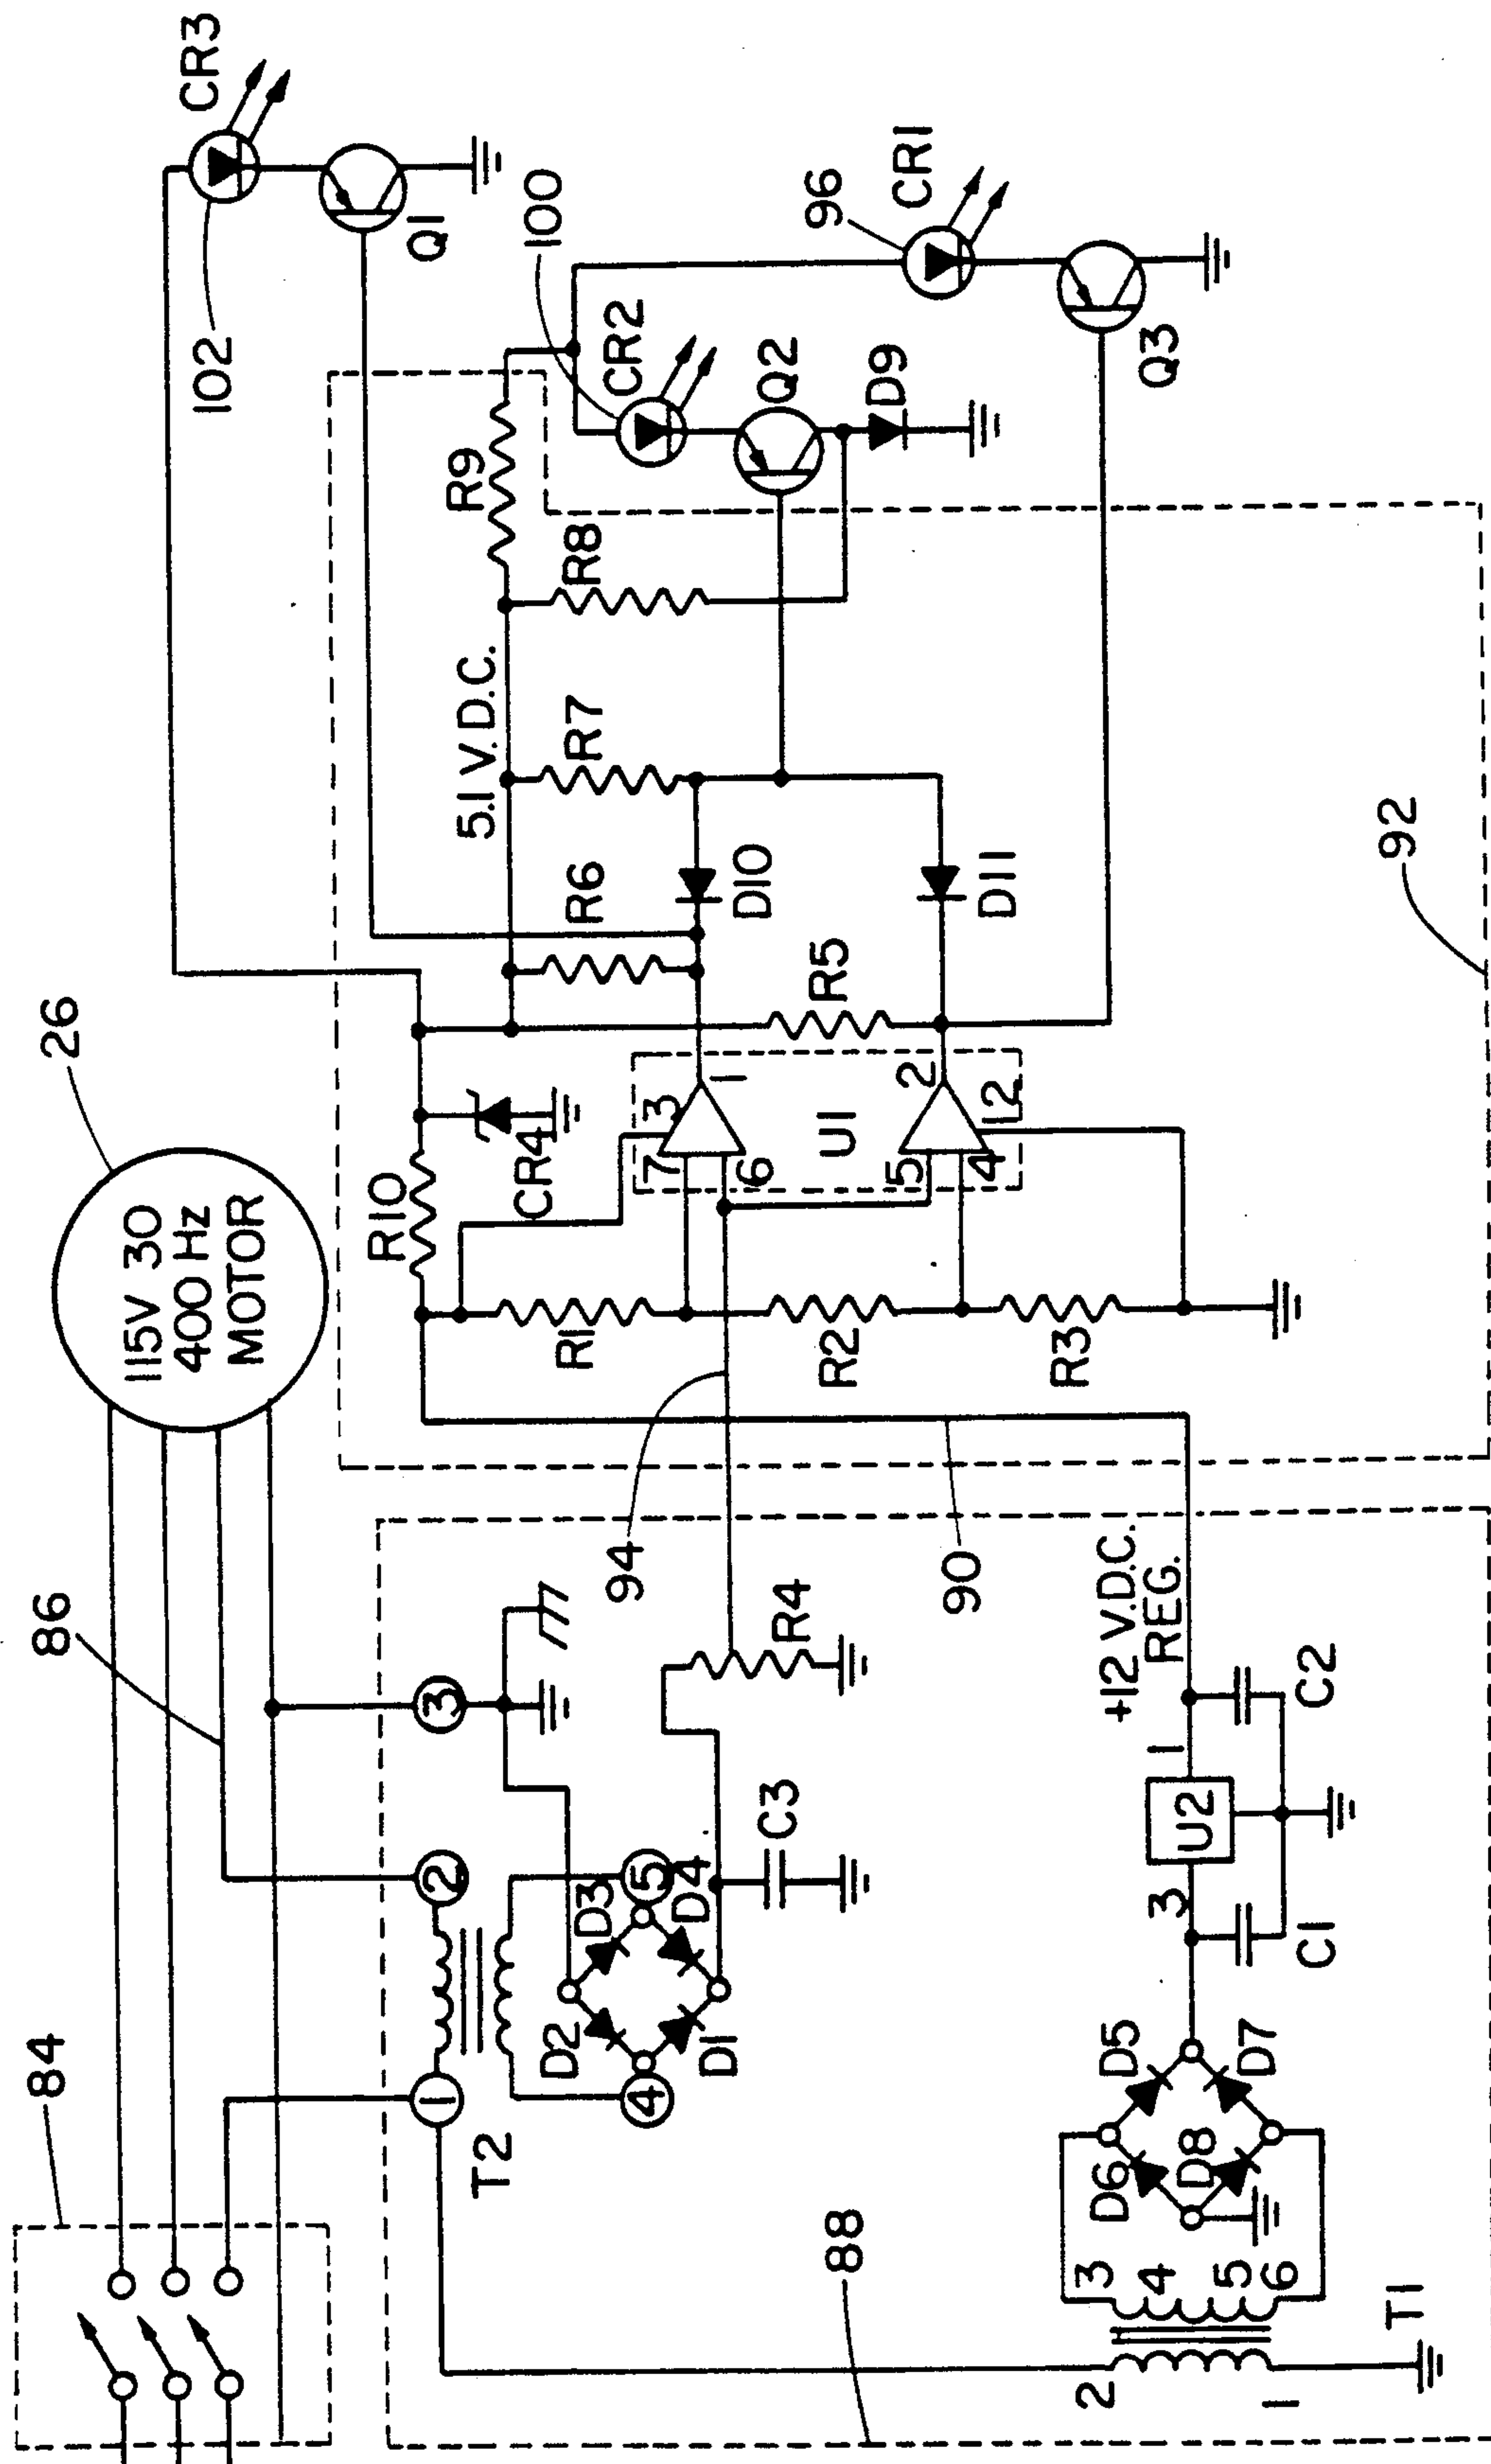 84
86
26
115V 30
400 Hz
MOTOR
CR3
102
Q1
100
CR2
96
CR1
Q2
D9
Q3
R9
R8
5.1 V.D.C.
R7
R6
D10
D11
R5
R10
CR4
3
7
1
6
U1
5
2
4
12
R1
R2
R3
92
94
90
1
2
3
T2
4
5
D2
D3
D1
D4
C3
R4
88
+12 V.D.C.
REG.
3
U2
1
C1
C2
D5
D7
D6
D8
3
4
5
6
2
1
T1